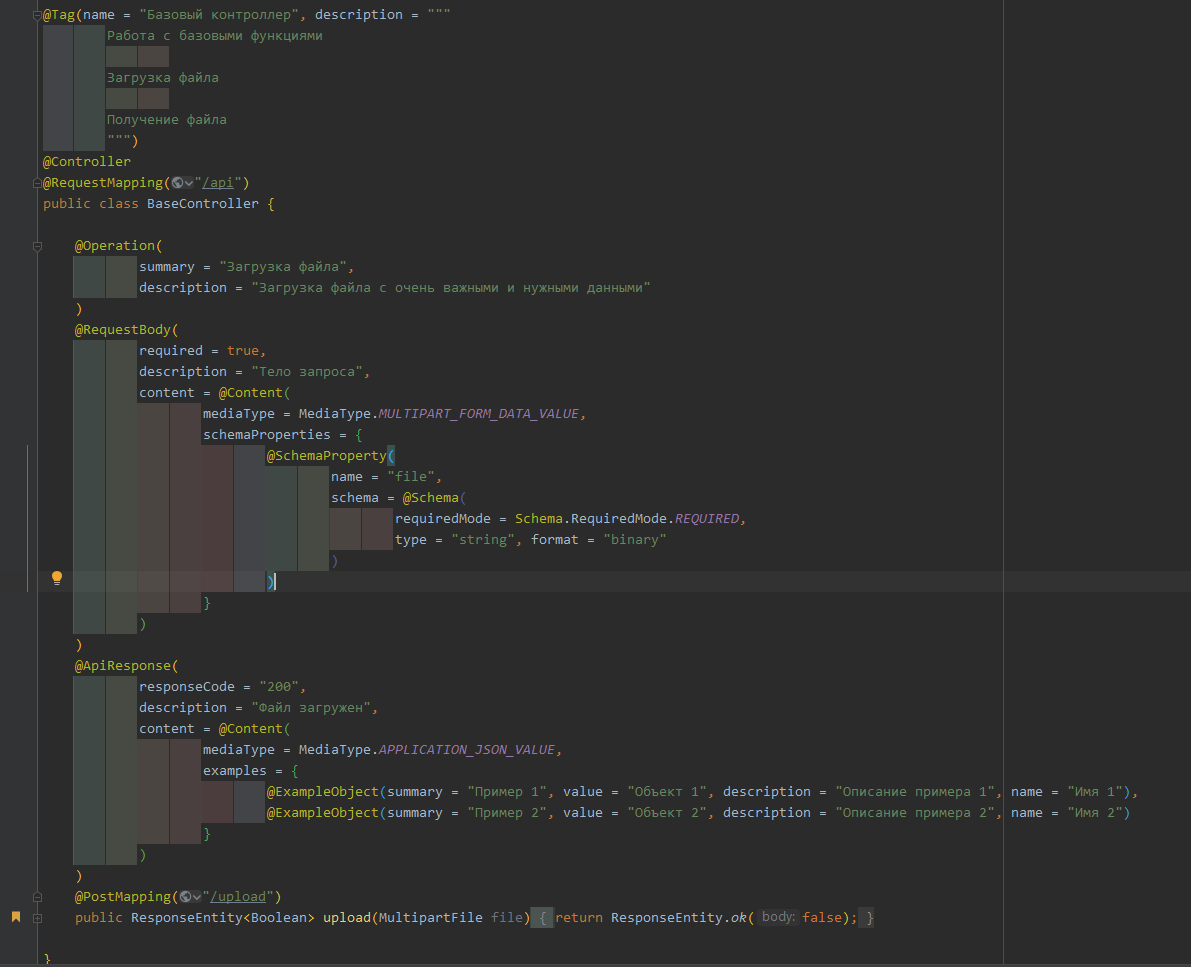 @Tag(name = "Базовый контроллер", description = """
Работа с базовыми функциями
Загрузка файла
Получение файла
""")
@Controller
@RequestMapping("/api")
public class BaseController {
@Operation(
summary = "Загрузка файла",
description = "Загрузка файла с очень важными и нужными данными"
)
@RequestBody(
required = true,
description = "Тело запроса",
content = @Content(
mediaType = MediaType.MULTIPART_FORM_DATA_VALUE,
schemaProperties = {
@SchemaProperty(
name = "file",
schema = @Schema(
requiredMode = Schema.RequiredMode.REQUIRED,
type = "string", format = "binary"
)
)
}
)
)
@ApiResponse(
responseCode = "200",
description = "Файл загружен",
content = @Content(
mediaType = MediaType.APPLICATION_JSON_VALUE,
examples = {
@ExampleObject(summary = "Пример 1", value = "Объект 1", description = "Описание примера 1", name = "Имя 1"),
@ExampleObject(summary = "Пример 2", value = "Объект 2", description = "Описание примера 2", name = "Имя 2")
}
)
)
@PostMapping("/upload")
public ResponseEntity<Boolean> upload(MultipartFile file) { return ResponseEntity.ok( body: false); }
}